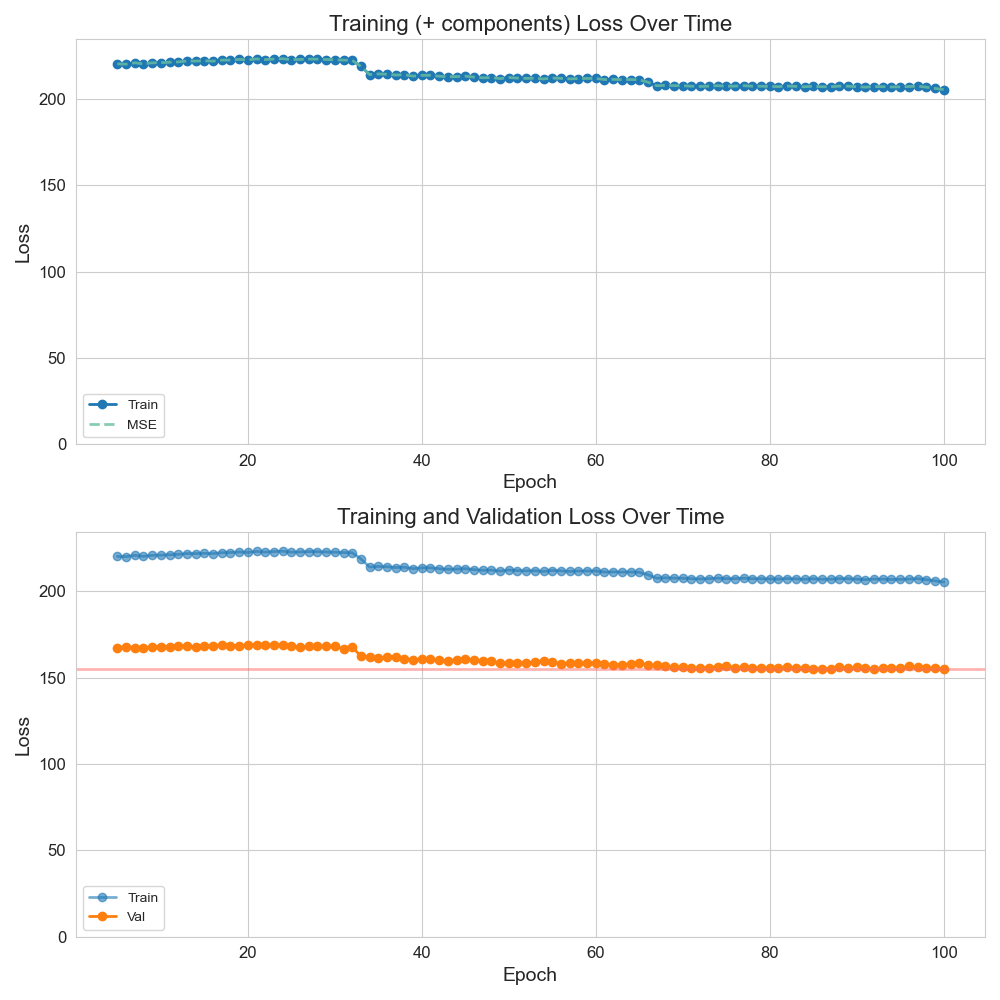 Training (+ components) Loss Over Time
Loss
200
150
100
50
0
Train
MSE
20 40 60 80 100
Epoch
Training and Validation Loss Over Time
Loss
200
150
100
50
0
Train
Val
20 40 60 80 100
Epoch